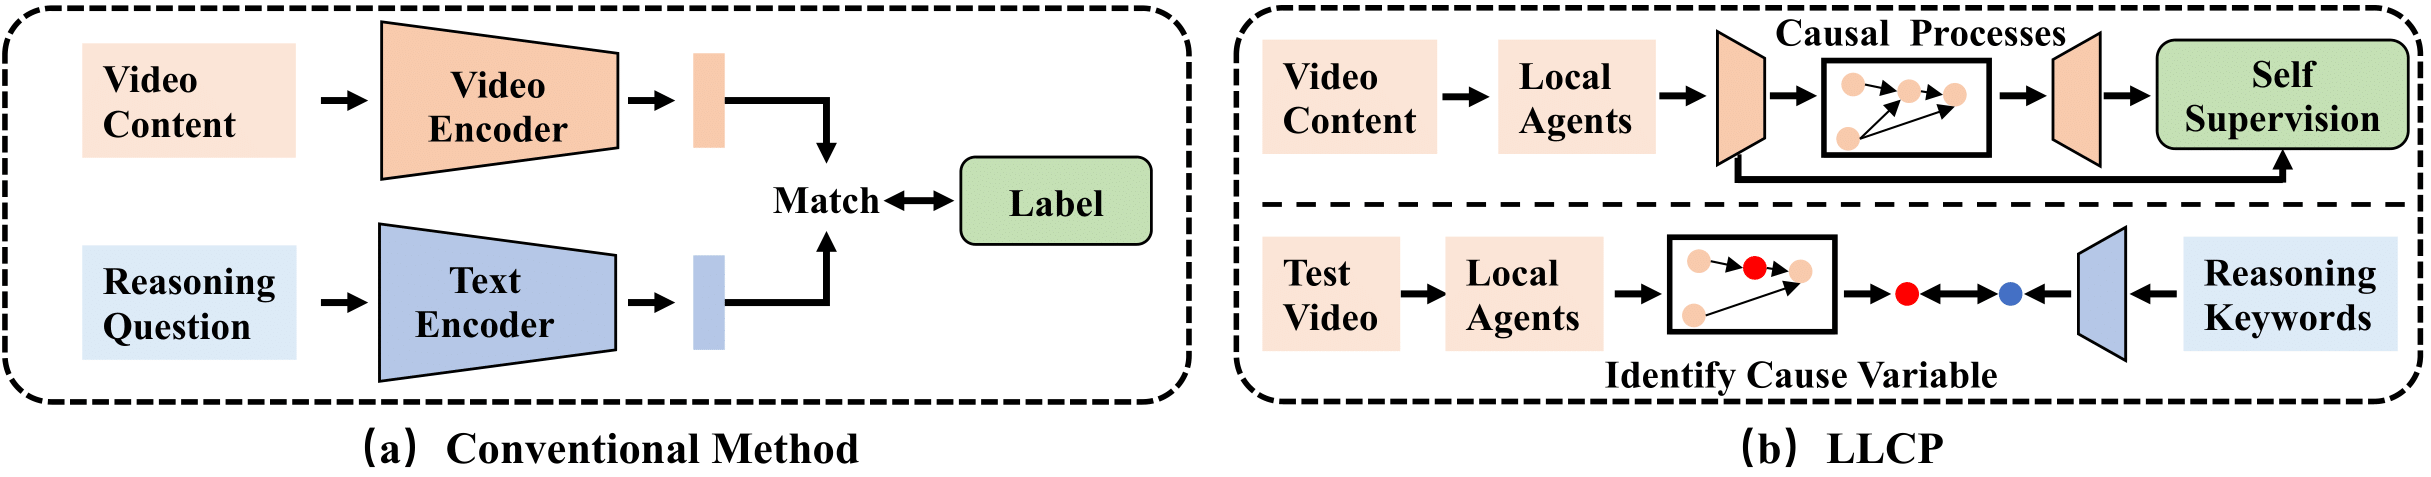 Video
Content
Video
Encoder
Match
Label
Reasoning
Question
Text
Encoder
(a) Conventional Method
Causal Processes
Video
Content
Local
Agents
Self
Supervision
Test
Video
Local
Agents
Reasoning
Keywords
Identify Cause Variable
(b) LLCP